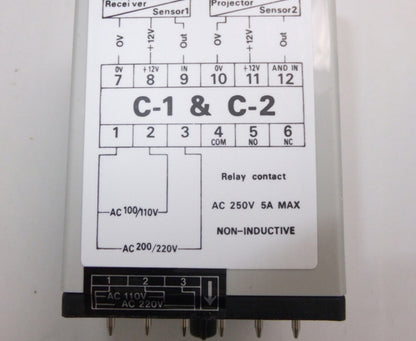 Receiver
Sensor1
Projector
Sensor2
0V +12V Out 0V +12V Out
0V +12V IN 0V +12V AND IN
7 8 9 10 11 12
C-1 & C-2
1 2 3 4 5 6
COM NO NC
Relay contact
AC 100/110V
AC 250V 5A MAX
NON-INDUCTIVE
AC 200/220V
1 2 3
AC 110V
AC 220V